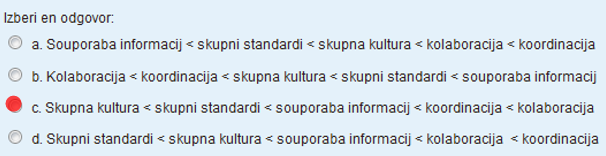 Izberi en odgovor:
a. Souporaba informacij < skupni standardi < skupna kultura < kolaboracija < koordinacija
b. Kolaboracija < koordinacija < skupna kultura < skupni standardi < souporaba informacij
c. Skupna kultura < skupni standardi < souporaba informacij < koordinacija < kolaboracija
d. Skupni standardi < skupna kultura < souporaba informacij < kolaboracija < koordinacija